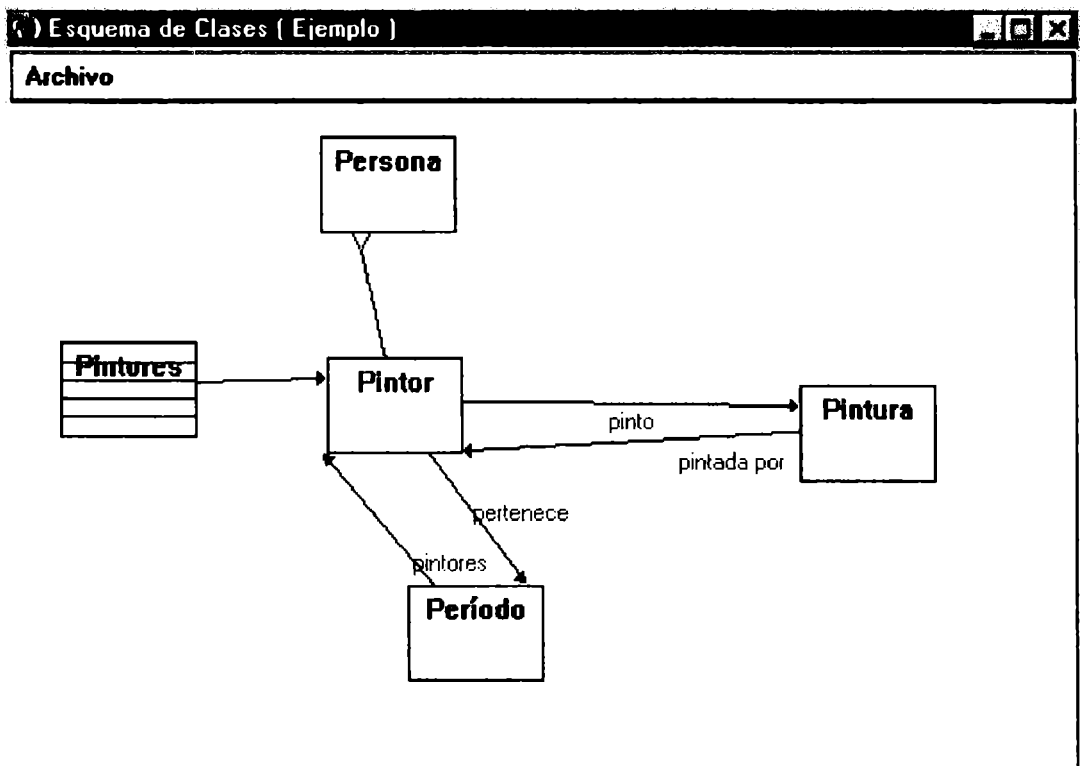 Esquema de Clases ( Ejemplo )
Archivo
Persona
Pintores
Pintor
Pintura
pinto
pintada por
pertenece
pintores
Período